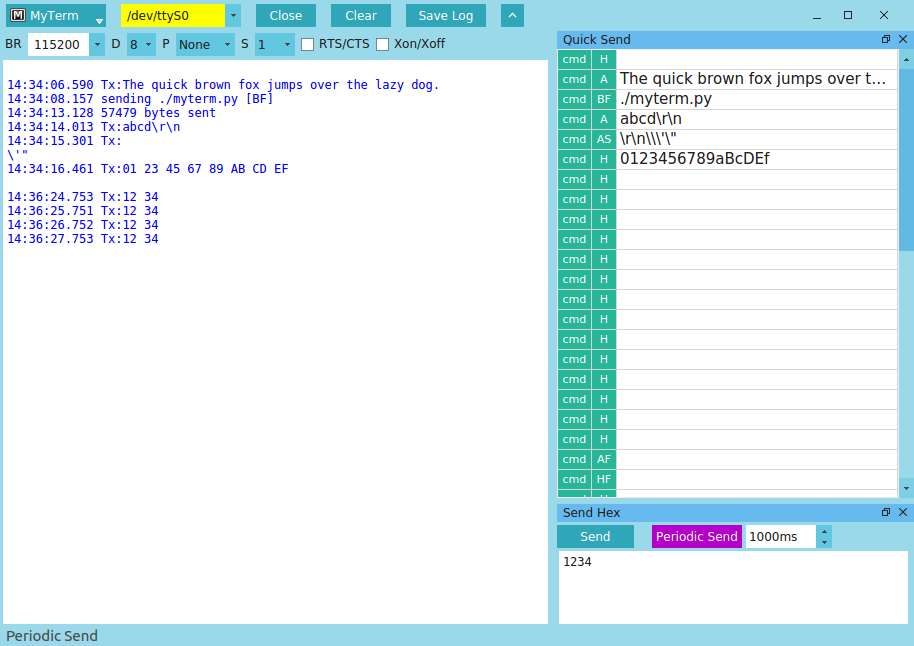 MyTerm /dev/ttyS0 Close Clear Save Log
BR 115200 D 8 P None S 1 RTS/CTS Xon/Xoff
14:34:06.590 Tx:The quick brown fox jumps over the lazy dog.
14:34:08.157 sending ./myterm.py [BF]
14:34:13.128 57479 bytes sent
14:34:14.013 Tx:abcd\r\n
14:34:15.301 Tx:
\'"
14:34:16.461 Tx:01 23 45 67 89 AB CD EF
14:36:24.753 Tx:12 34
14:36:25.751 Tx:12 34
14:36:26.752 Tx:12 34
14:36:27.753 Tx:12 34
Quick Send
cmd H
cmd A The quick brown fox jumps over t...
cmd BF ./myterm.py
cmd A abcd\r\n
cmd AS \r\n\\\'\"
cmd H 0123456789aBcDEf
cmd H
cmd H
cmd H
cmd H
cmd H
cmd H
cmd H
cmd H
cmd H
cmd H
cmd H
cmd H
cmd H
cmd H
cmd AF
cmd HF
Send Hex
Send Periodic Send 1000ms
1234
Periodic Send